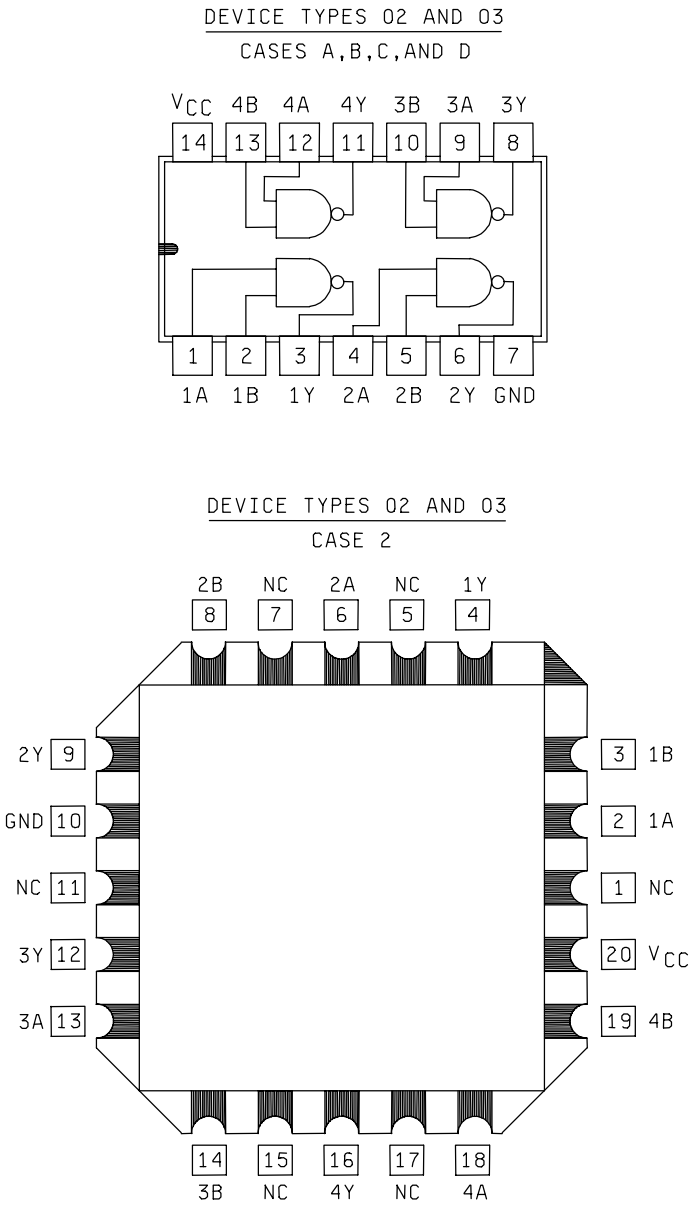 DEVICE TYPES 02 AND 03
CASES A,B,C,AND D
VCC 4B 4A 4Y 3B 3A 3Y
14 13 12 11 10 9 8
1 2 3 4 5 6 7
1A 1B 1Y 2A 2B 2Y GND
DEVICE TYPES 02 AND 03
CASE 2
2B NC 2A NC 1Y
8 7 6 5 4
2Y 9 3 1B
GND 10 2 1A
NC 11 1 NC
3Y 12 20 VCC
3A 13 19 4B
14 15 16 17 18
3B NC 4Y NC 4A